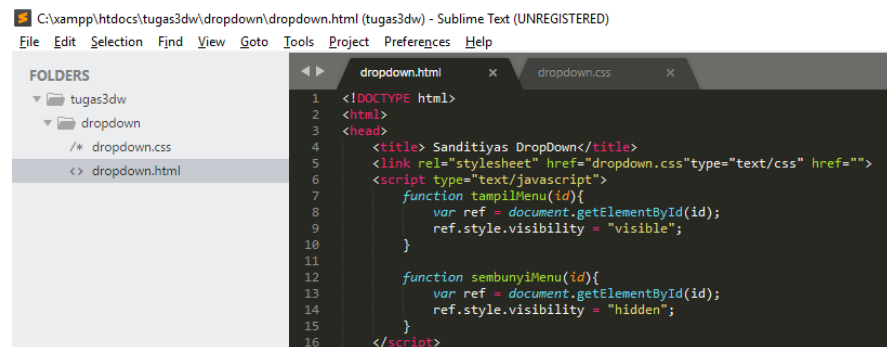 C:\xampp\htdocs\tugas3dw\dropdown\dropdown.html (tugas3dw) - Sublime Text (UNREGISTERED)
File Edit Selection Find View Goto Tools Project Preferences Help
FOLDERS
tugas3dw
dropdown
/* dropdown.css
<> dropdown.html
dropdown.html × dropdown.css ×
1 <!DOCTYPE html>
2 <html>
3 <head>
4 <title> Sanditiyas DropDown</title>
5 <link rel="stylesheet" href="dropdown.css"type="text/css" href="">
6 <script type="text/javascript">
7 function tampilMenu(id){
8 var ref = document.getElementById(id);
9 ref.style.visibility = "visible";
10 }
11
12 function sembunyiMenu(id){
13 var ref = document.getElementById(id);
14 ref.style.visibility = "hidden";
15 }
16 </script>